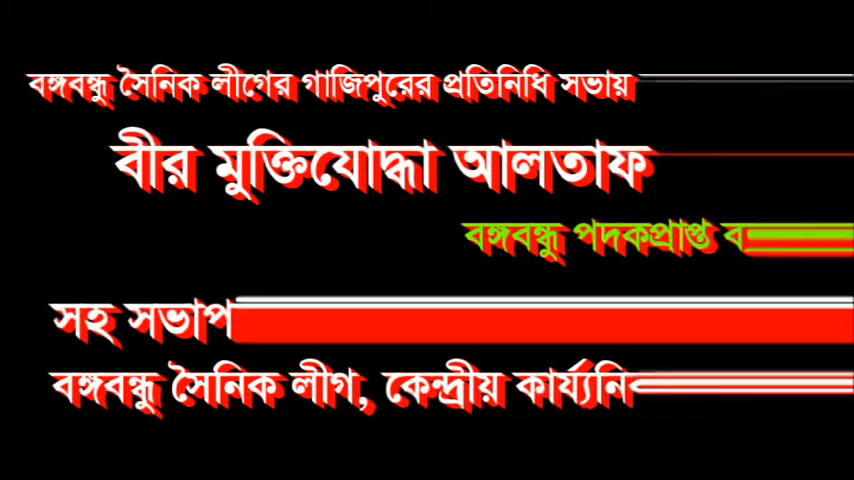 বঙ্গবন্ধু সৈনিক লীগের গাজিপুরের প্রতিনিধি সভায়
বীর মুক্তিযোদ্ধা আলতাফ
বঙ্গবন্ধু পদকপ্রাপ্ত ব
সহ সভাপ
বঙ্গবন্ধু সৈনিক লীগ, কেন্দ্রীয় কার্য্যনি